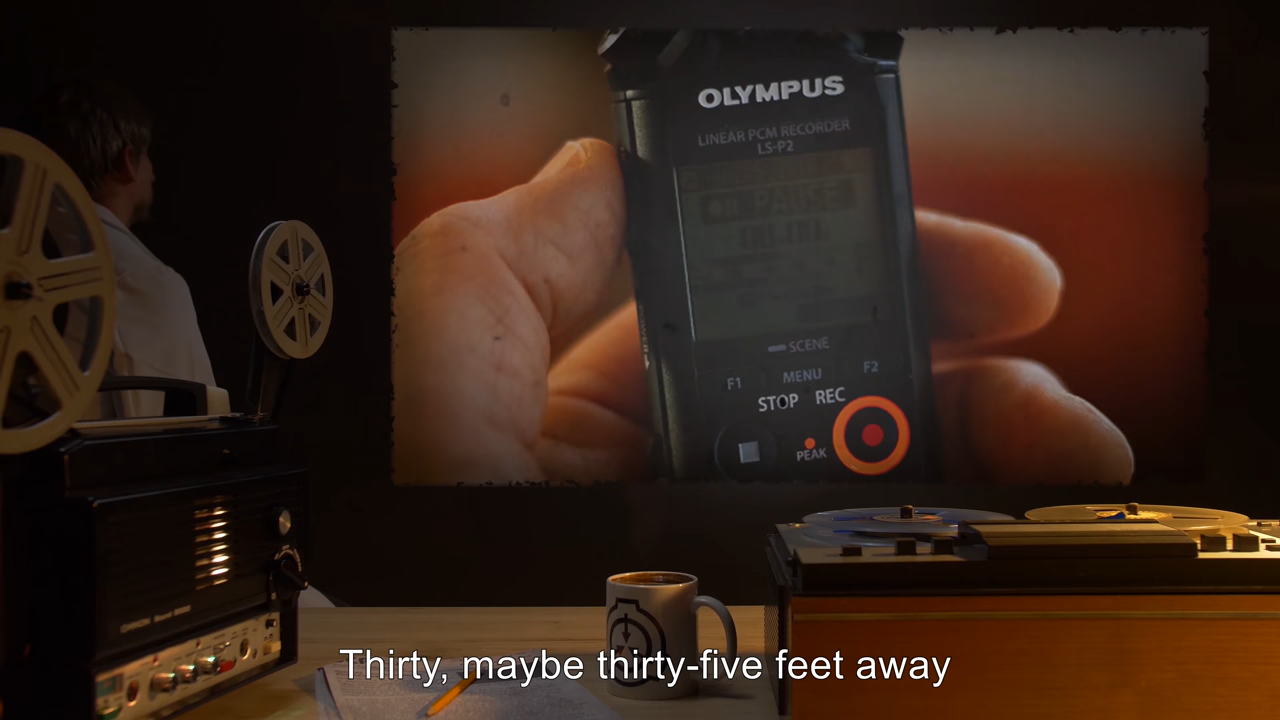 OLYMPUS
LINEAR PCM RECORDER
LS-P2
PAUSE
SCENE
F1 MENU F2
STOP REC
PEAK
Thirty, maybe thirty-five feet away